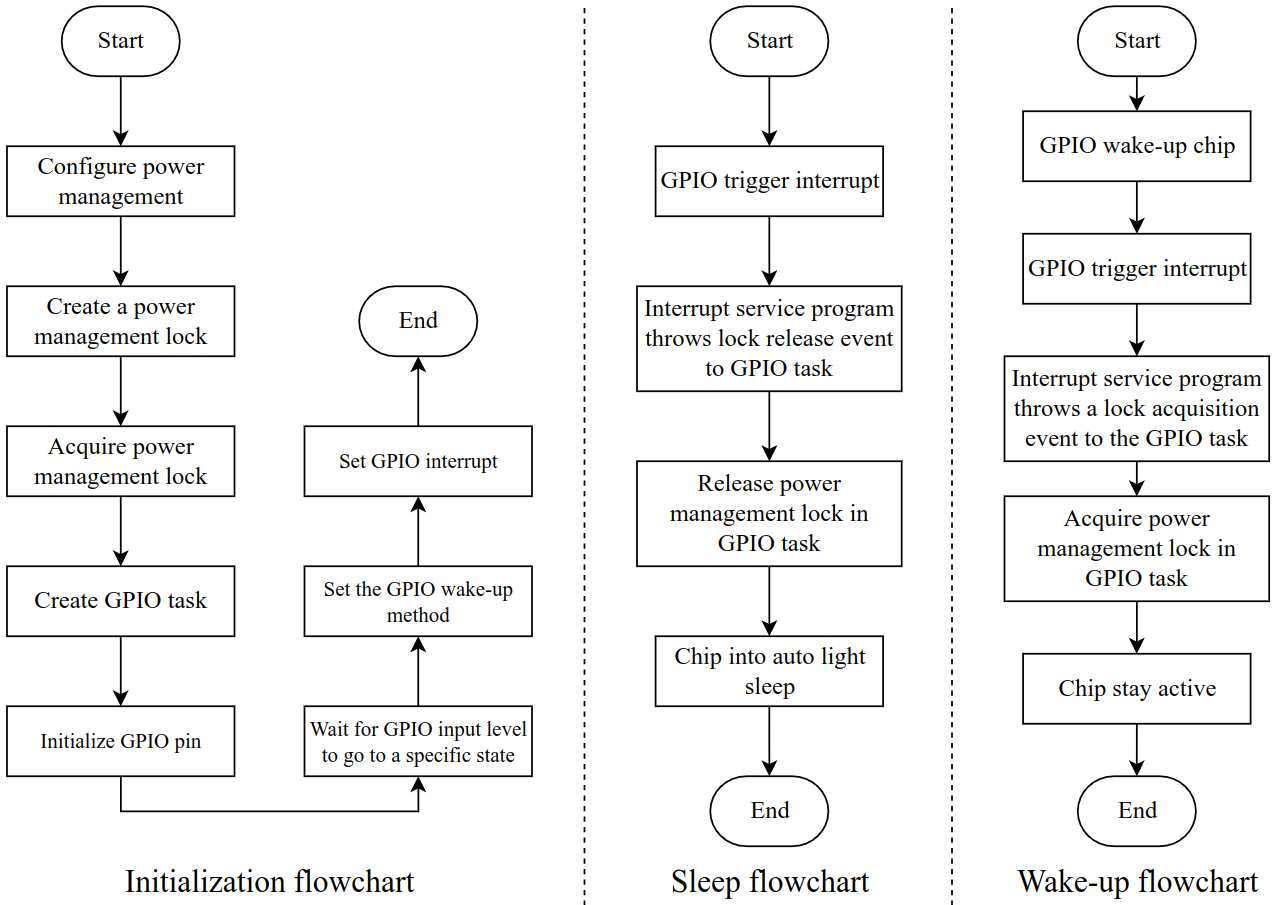 Start
Configure power
management
Create a power
management lock
Acquire power
management lock
Create GPIO task
Initialize GPIO pin
Wait for GPIO input level
to go to a specific state
Set the GPIO wake-up
method
Set GPIO interrupt
End
Initialization flowchart
Start
GPIO trigger interrupt
Interrupt service program
throws lock release event
to GPIO task
Release power
management lock in
GPIO task
Chip into auto light
sleep
End
Sleep flowchart
Start
GPIO wake-up chip
GPIO trigger interrupt
Interrupt service program
throws a lock acquisition
event to the GPIO task
Acquire power
management lock in
GPIO task
Chip stay active
End
Wake-up flowchart